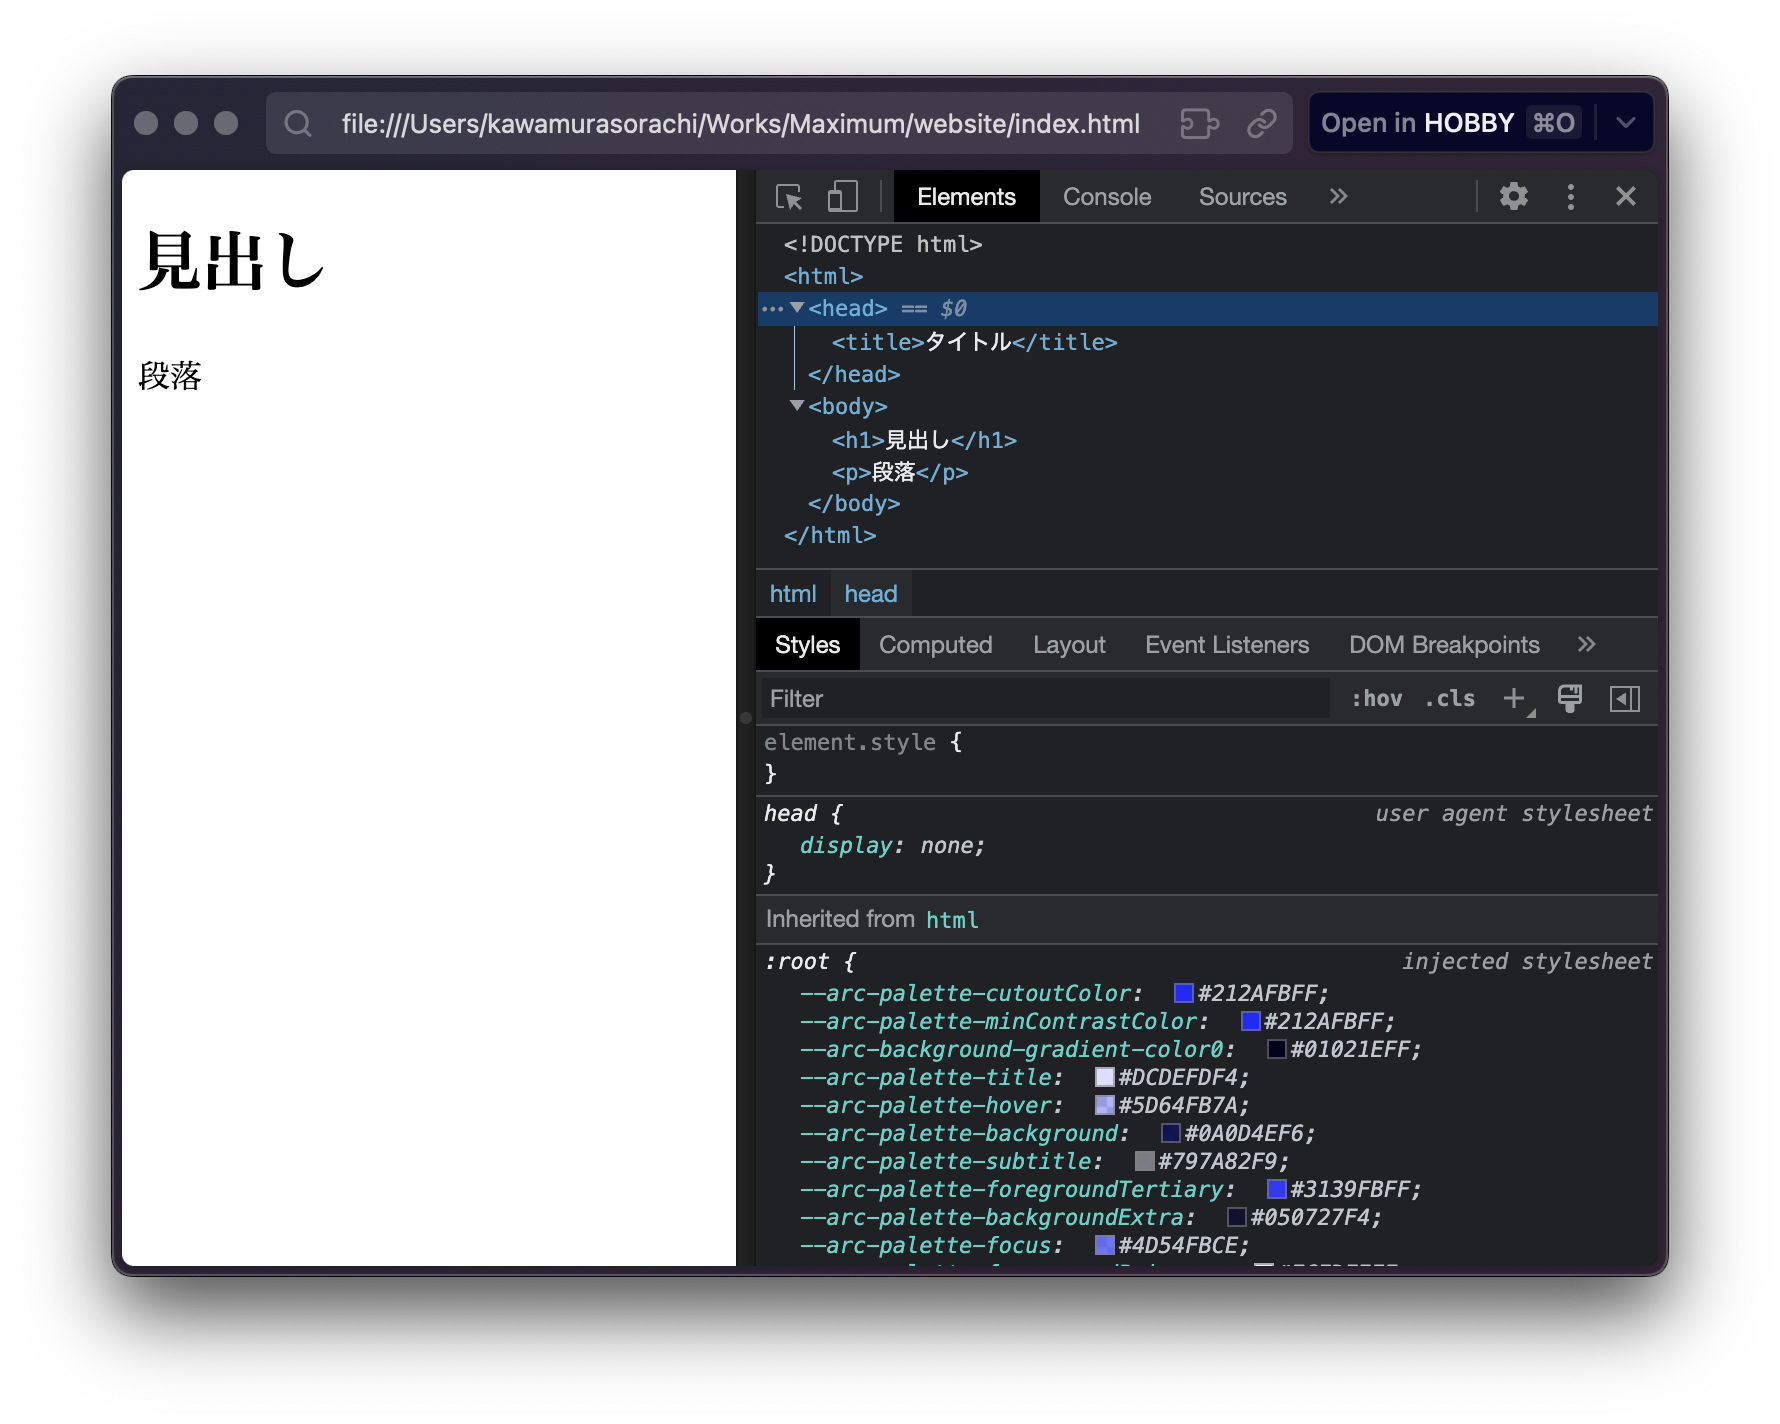 file:///Users/kawamurasorachi/Works/Maximum/website/index.html
Open in HOBBY ⌘O
見出し
段落
Elements Console Sources »
<!DOCTYPE html>
<html>
••• ▼<head> == $0
<title>タイトル</title>
</head>
▼<body>
<h1>見出し</h1>
<p>段落</p>
</body>
</html>
html head
Styles Computed Layout Event Listeners DOM Breakpoints »
Filter :hov .cls +
element.style {
}
head { user agent stylesheet
display: none;
}
Inherited from html
:root { injected stylesheet
--arc-palette-cutoutColor: #212AFBFF;
--arc-palette-minContrastColor: #212AFBFF;
--arc-background-gradient-color0: #01021EFF;
--arc-palette-title: #DCDEFDF4;
--arc-palette-hover: #5D64FB7A;
--arc-palette-background: #0A0D4EF6;
--arc-palette-subtitle: #797A82F9;
--arc-palette-foregroundTertiary: #3139FBFF;
--arc-palette-backgroundExtra: #050727F4;
--arc-palette-focus: #4D54FBCE;